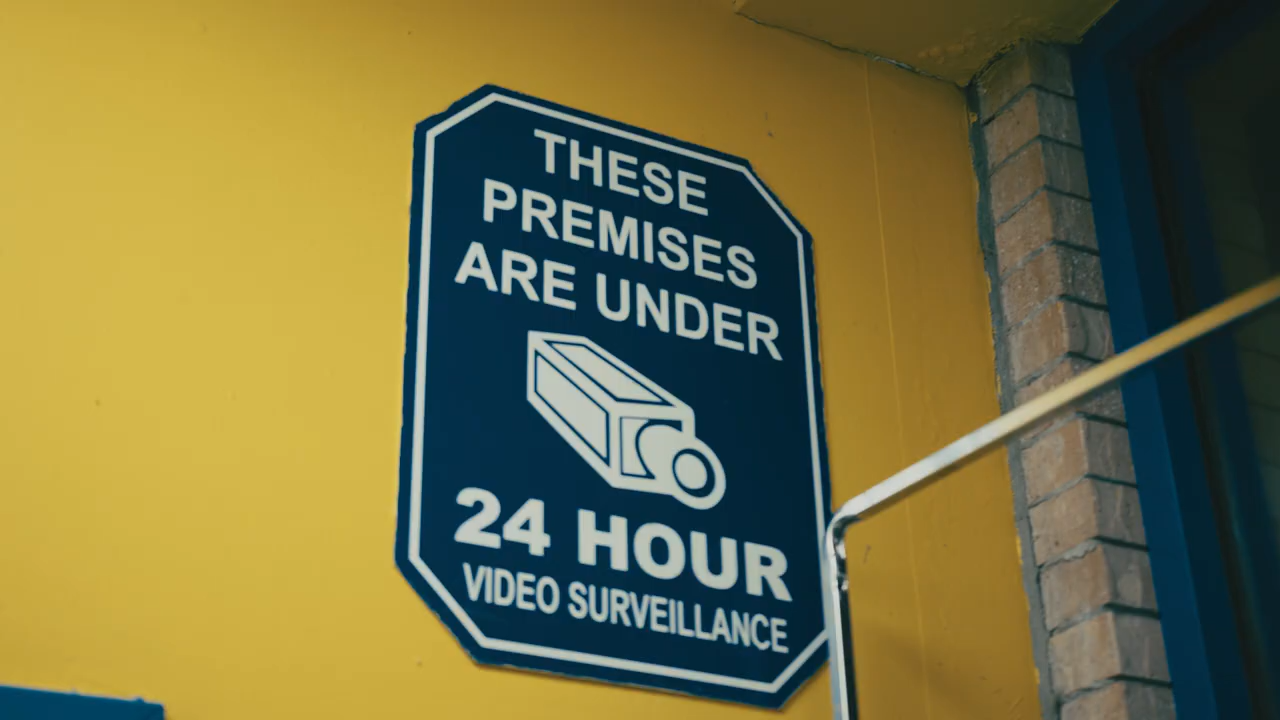 THESE
PREMISES
ARE UNDER
24 HOUR
VIDEO SURVEILLANCE